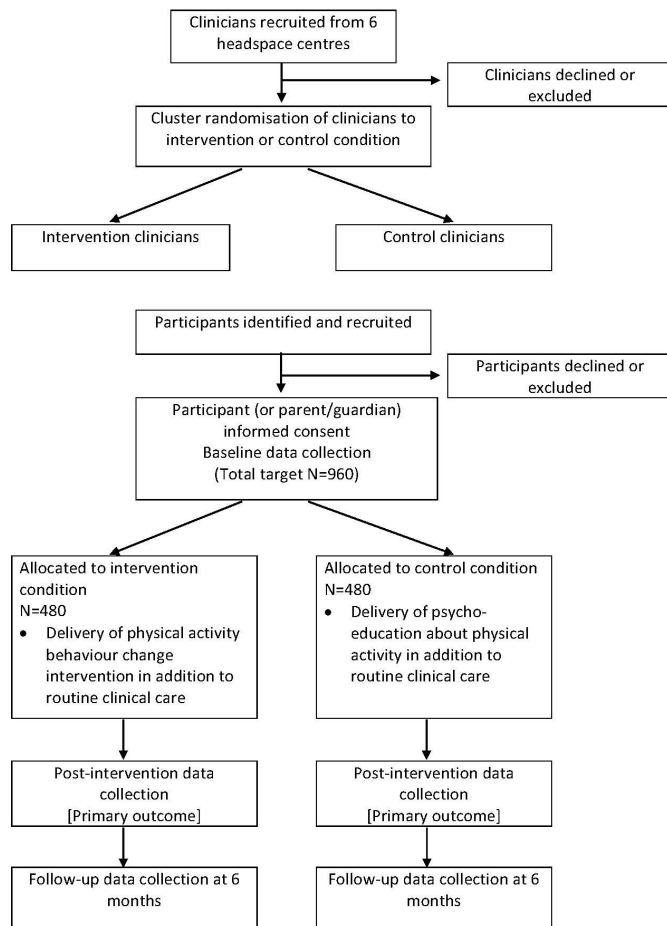 Clinicians recruited from 6
headspace centres
Clinicians declined or
excluded
Cluster randomisation of clinicians to
intervention or control condition
Intervention clinicians
Control clinicians
Participants identified and recruited
Participants declined or
excluded
Participant (or parent/guardian)
informed consent
Baseline data collection
(Total target N=960)
Allocated to intervention
condition
N=480
• Delivery of physical activity
behaviour change
intervention in addition to
routine clinical care
Allocated to control condition
N=480
• Delivery of psycho-
education about physical
activity in addition to
routine clinical care
Post-intervention data
collection
[Primary outcome]
Post-intervention data
collection
[Primary outcome]
Follow-up data collection at 6
months
Follow-up data collection at 6
months